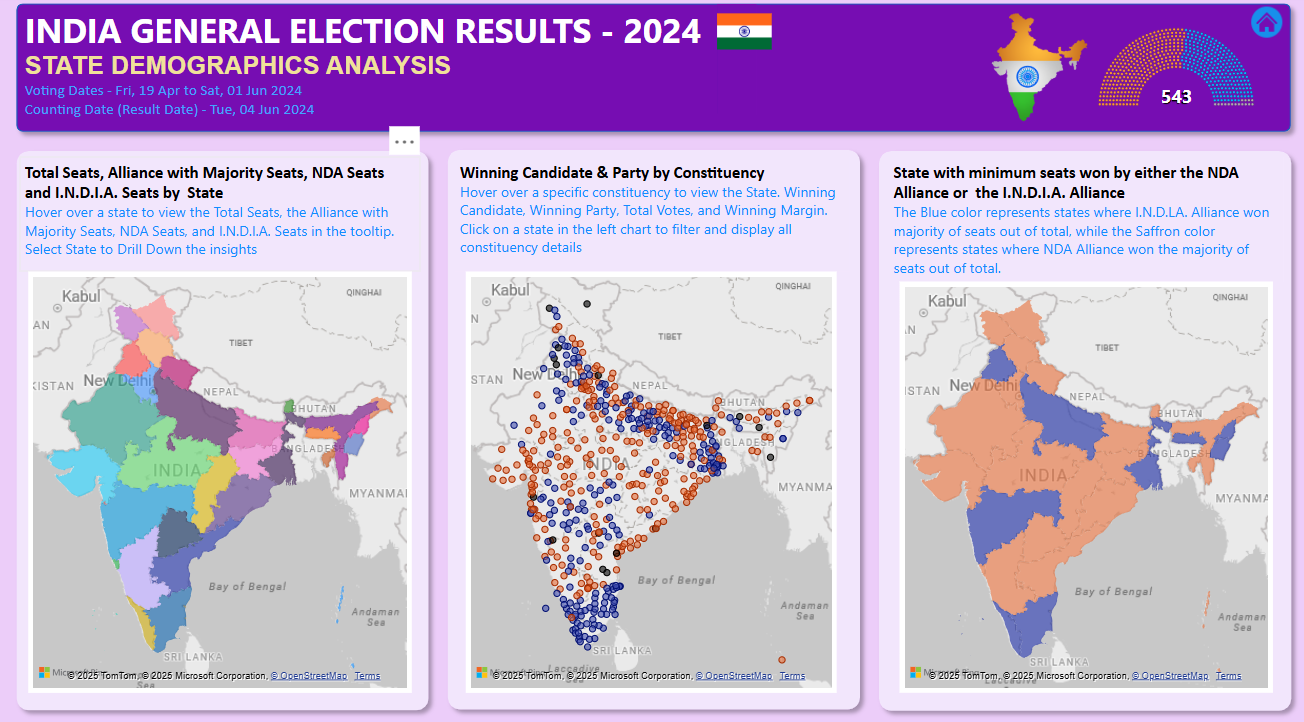 INDIA GENERAL ELECTION RESULTS - 2024
STATE DEMOGRAPHICS ANALYSIS
Voting Dates - Fri, 19 Apr to Sat, 01 Jun 2024
Counting Date (Result Date) - Tue, 04 Jun 2024
543
...
Total Seats, Alliance with Majority Seats, NDA Seats
and I.N.D.I.A. Seats by State
Hover over a state to view the Total Seats, the Alliance with
Majority Seats, NDA Seats, and I.N.D.I.A. Seats in the tooltip.
Select State to Drill Down the insights
Kabul
QINGHAI
AN
TIBET
KISTAN
New Delhi
NEPAL
BHUTAN
BANGLADESH
INDIA
MYANMA
Bay of Bengal
Andaman
Sea
SRI LANKA
© 2025 TomTom, © 2025 Microsoft Corporation, © OpenStreetMap Terms
Sea
Winning Candidate & Party by Constituency
Hover over a specific constituency to view the State. Winning
Candidate, Winning Party, Total Votes, and Winning Margin.
Click on a state in the left chart to filter and display all
constituency details
Kabul
QINGHAI
N
TIBET
STAN
New Delhi
NEPAL
BHUTAN
NGLADESH
INDIA
MYANMA
Bay of Bengal
Andaman
Sea
SRI LANKA
Laccadive
© 2025 TomTom, © 2025 Microsoft Corporation, © OpenStreetMap Terms
Sea
State with minimum seats won by either the NDA
Alliance or the I.N.D.I.A. Alliance
The Blue color represents states where I.N.D.I.A. Alliance won
majority of seats out of total, while the Saffron color
represents states where NDA Alliance won the majority of
seats out of total.
Kabul
QINGHAI
AN
TIBET
KISTAN
New Delhi
NEPAL
BHUTAN
BANGLADESH
INDIA
MYANMAR
Bay of Bengal
Andaman
Sea
SRI LANKA
© 2025 TomTom, © 2025 Microsoft Corporation, © OpenStreetMap Terms
Laccadive